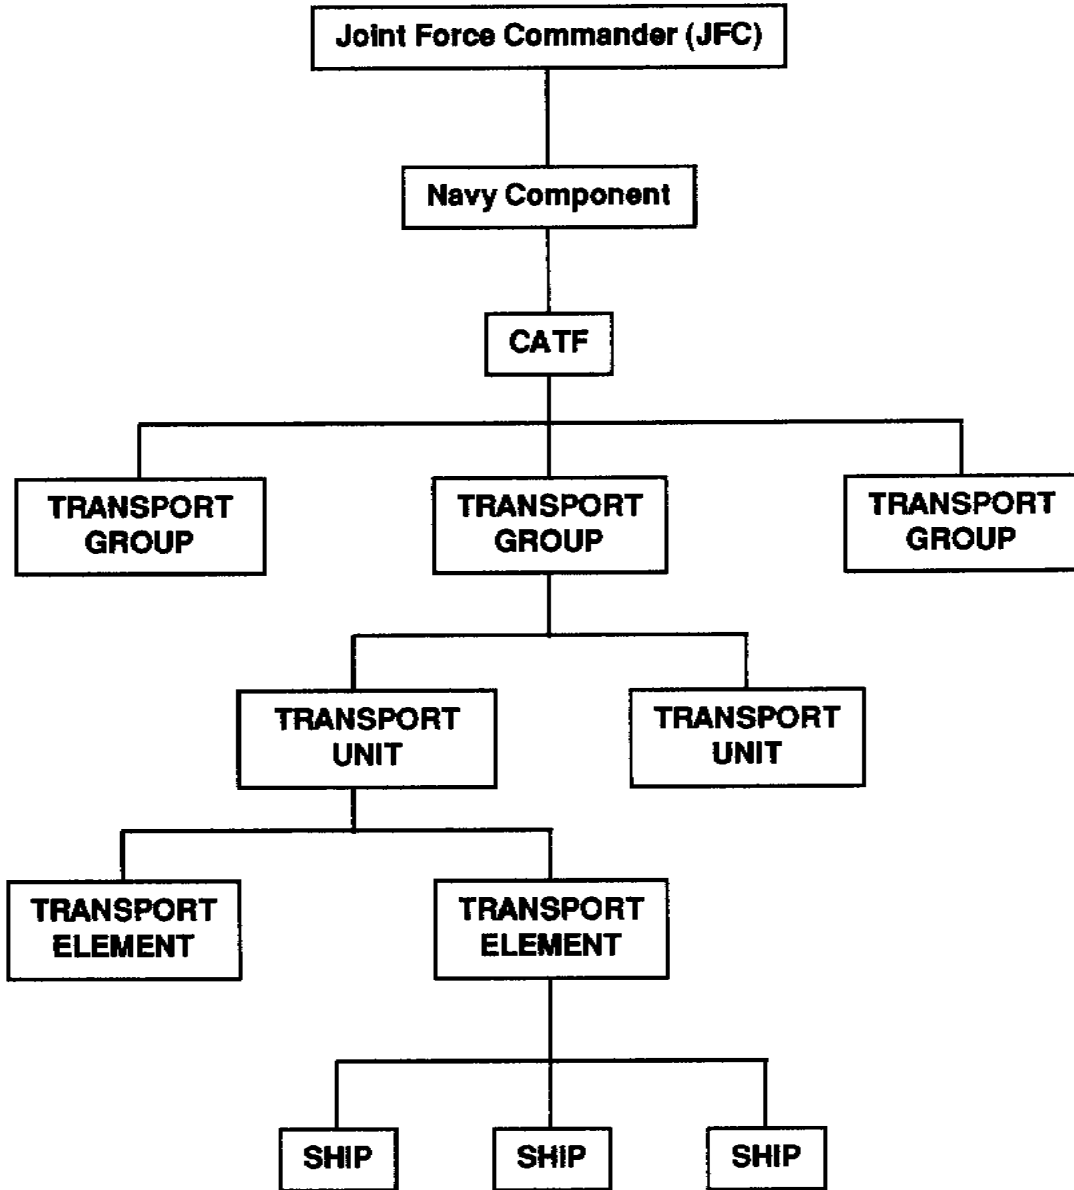 Joint Force Commander (JFC)
Navy Component
CATF
TRANSPORT
GROUP
TRANSPORT
GROUP
TRANSPORT
GROUP
TRANSPORT
UNIT
TRANSPORT
UNIT
TRANSPORT
ELEMENT
TRANSPORT
ELEMENT
SHIP
SHIP
SHIP